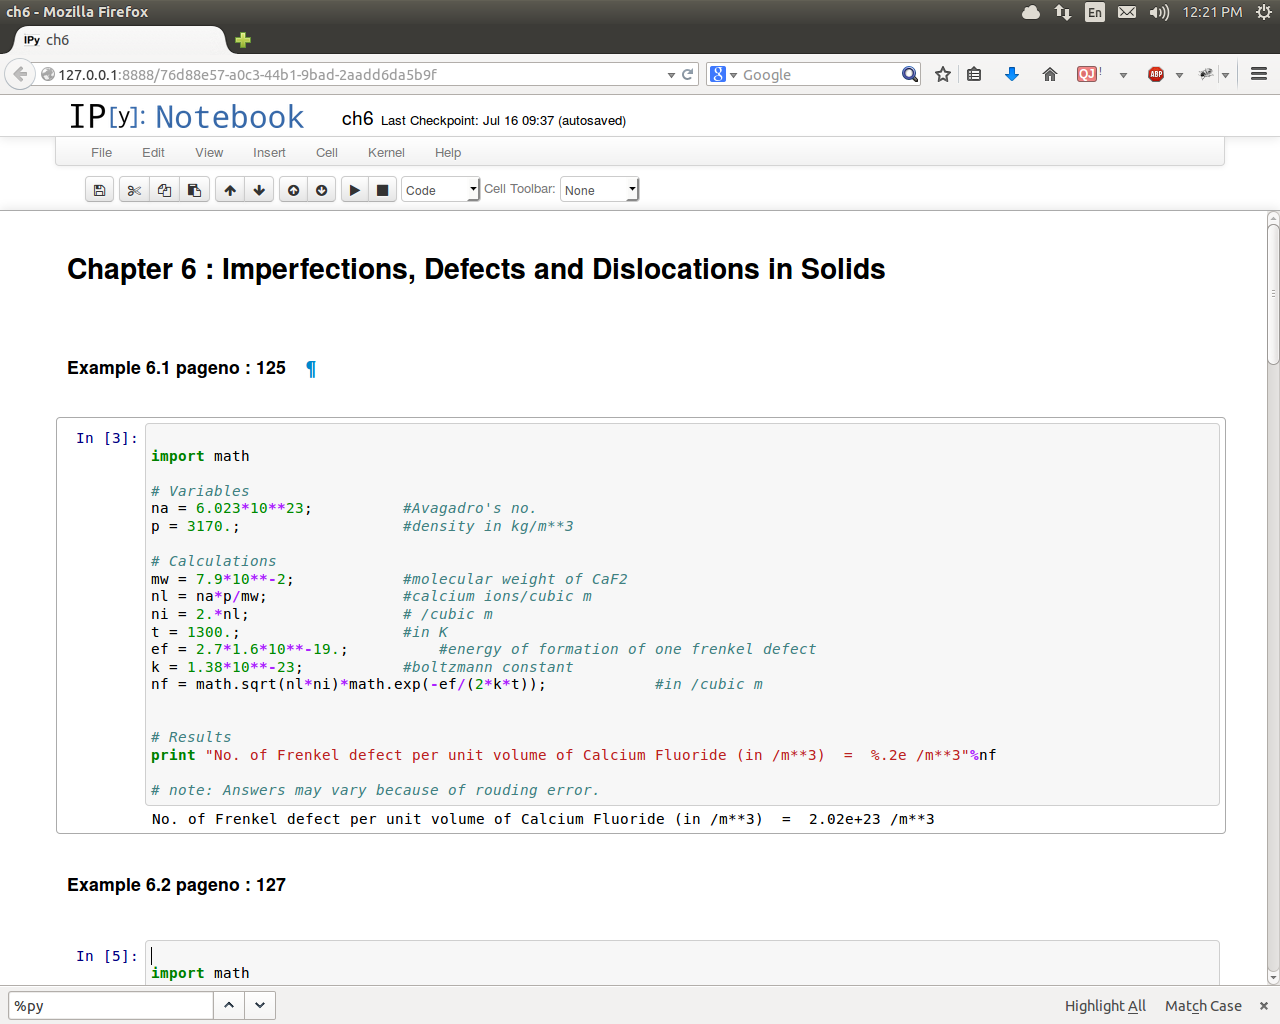 ch6 - Mozilla Firefox
En
12:21 PM
IPy ch6
127.0.0.1:8888/76d88e57-a0c3-44b1-9bad-2aadd6da5b9f
Google
IP[y]: Notebook
ch6 Last Checkpoint: Jul 16 09:37 (autosaved)
File Edit View Insert Cell Kernel Help
Code Cell Toolbar: None
Chapter 6 : Imperfections, Defects and Dislocations in Solids
Example 6.1 pageno : 125 ¶
In [3]:
import math
# Variables
na = 6.023*10**23; #Avagadro's no.
p = 3170.; #density in kg/m**3
# Calculations
mw = 7.9*10**-2; #molecular weight of CaF2
nl = na*p/mw; #calcium ions/cubic m
ni = 2.*nl; # /cubic m
t = 1300.; #in K
ef = 2.7*1.6*10**-19.; #energy of formation of one frenkel defect
k = 1.38*10**-23; #boltzmann constant
nf = math.sqrt(nl*ni)*math.exp(-ef/(2*k*t)); #in /cubic m
# Results
print "No. of Frenkel defect per unit volume of Calcium Fluoride (in /m**3)  =  %.2e /m**3"%nf
# note: Answers may vary because of rouding error.
No. of Frenkel defect per unit volume of Calcium Fluoride (in /m**3)  =  2.02e+23 /m**3
Example 6.2 pageno : 127
In [5]:
import math
%py
Highlight All Match Case